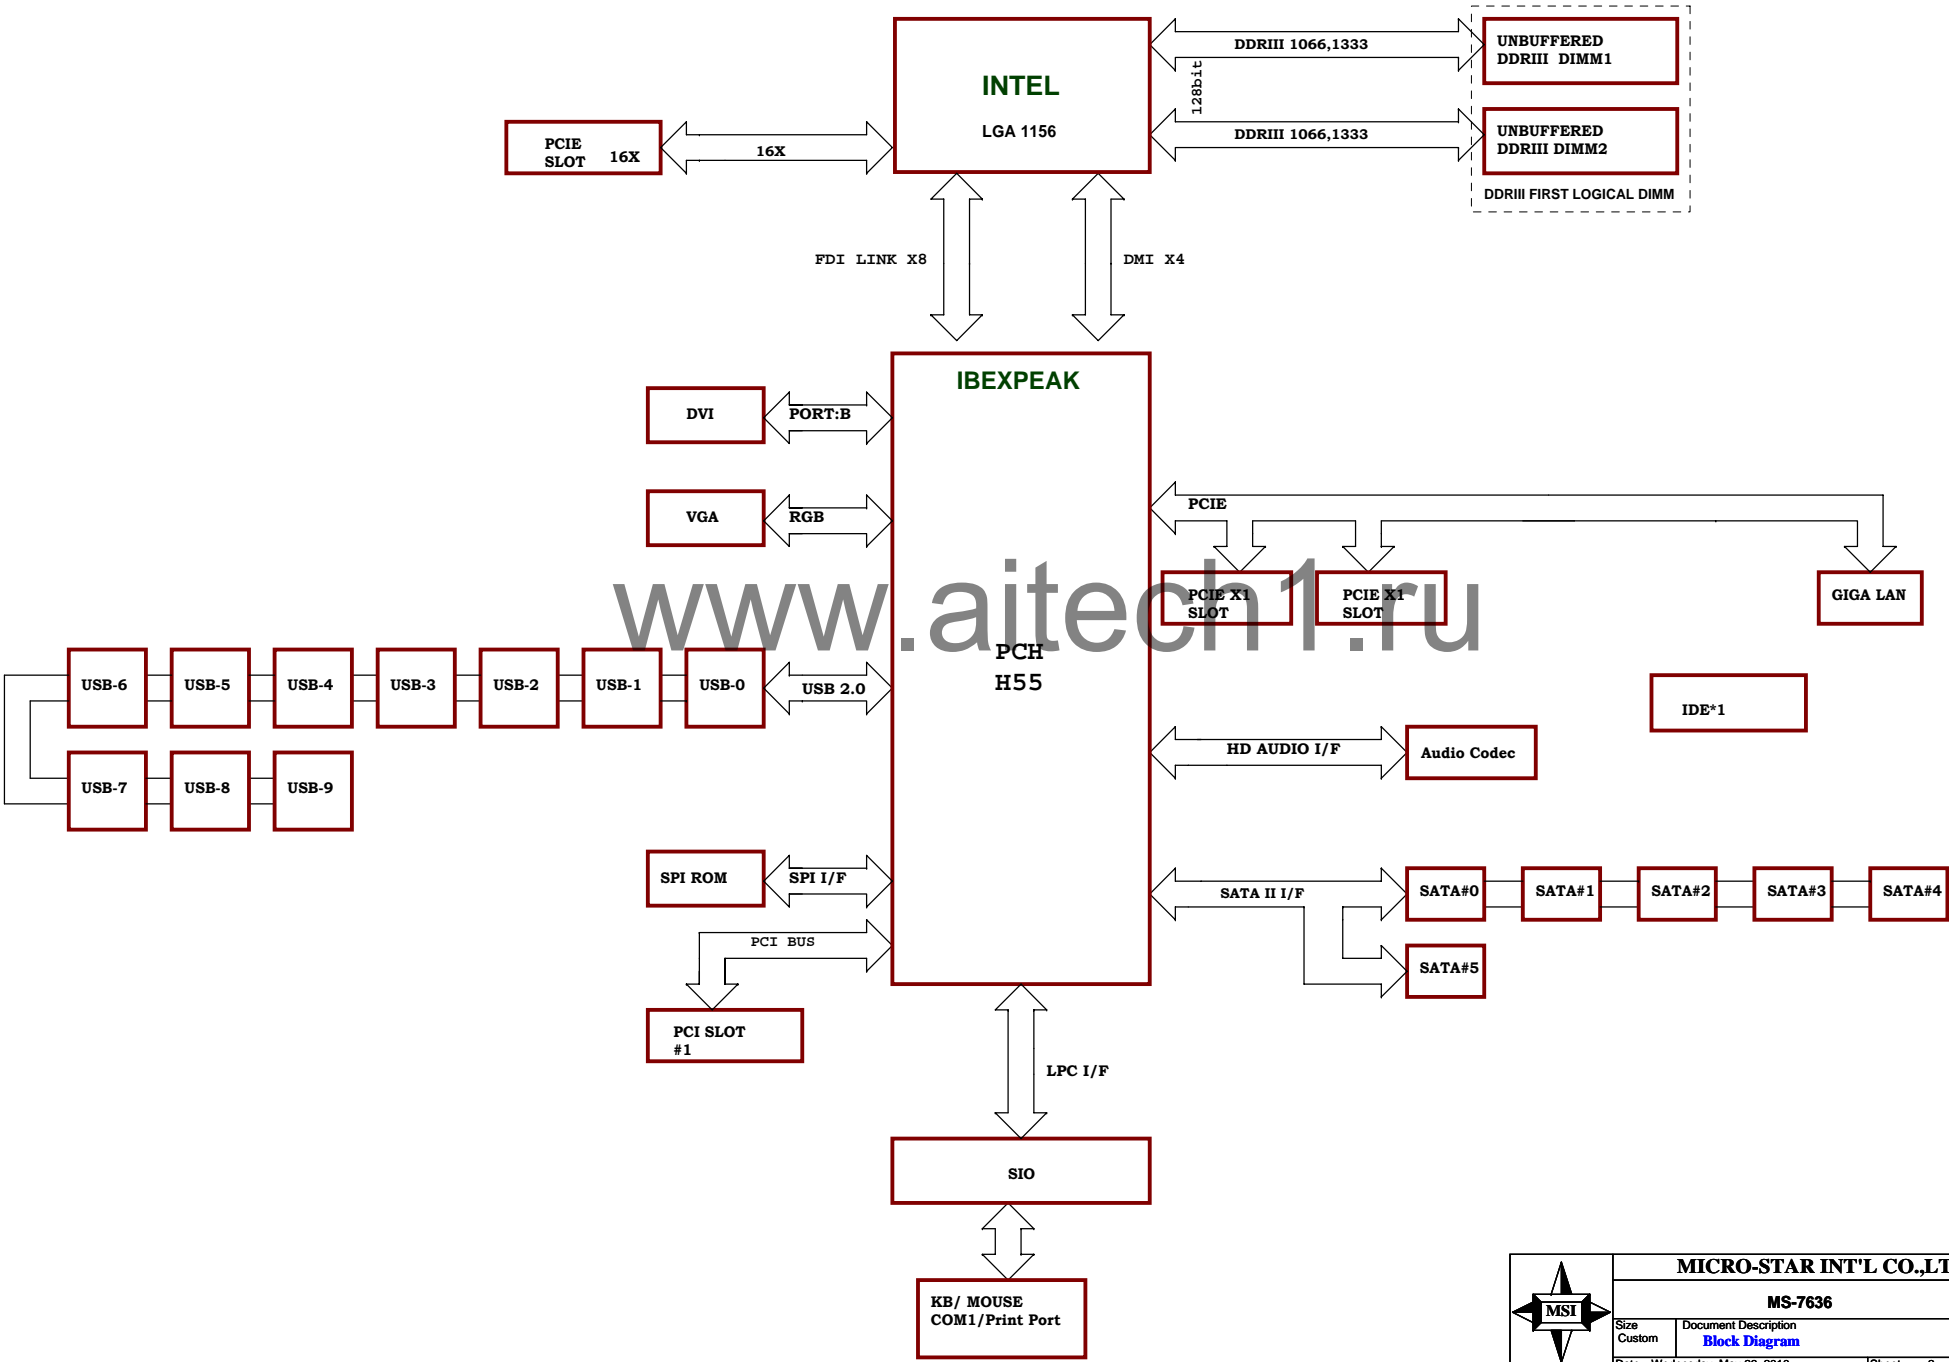 INTEL
LGA 1156
DDRIII 1066,1333
128bit
DDRIII 1066,1333
UNBUFFERED
DDRIII DIMM1
UNBUFFERED
DDRIII DIMM2
DDRIII FIRST LOGICAL DIMM
PCIE
SLOT 16X
16X
FDI LINK X8
DMI X4
IBEXPEAK
DVI
PORT:B
VGA
RGB
PCIE
PCIE X1
SLOT
PCIE X1
SLOT
GIGA LAN
www.aitech1.ru
PCH
H55
USB-6
USB-5
USB-4
USB-3
USB-2
USB-1
USB-0
USB 2.0
USB-7
USB-8
USB-9
IDE*1
HD AUDIO I/F
Audio Codec
SPI ROM
SPI I/F
SATA II I/F
SATA#0
SATA#1
SATA#2
SATA#3
SATA#4
SATA#5
PCI BUS
PCI SLOT
#1
LPC I/F
SIO
KB/ MOUSE
COM1/Print Port
MSI
MICRO-STAR INT'L CO.,LT
MS-7636
Size
Custom
Document Description
Block Diagram